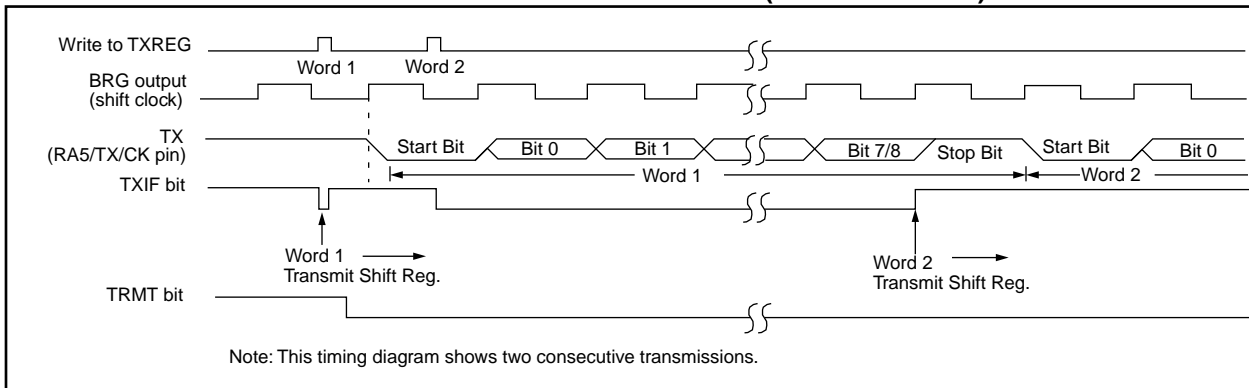 Write to TXREG
Word 1
Word 2
BRG output
(shift clock)
TX
(RA5/TX/CK pin)
Start Bit
Bit 0
Bit 1
Bit 7/8
Stop Bit
Start Bit
Bit 0
Word 1
Word 2
TXIF bit
Word 1
Transmit Shift Reg.
Word 2
Transmit Shift Reg.
TRMT bit
Note: This timing diagram shows two consecutive transmissions.